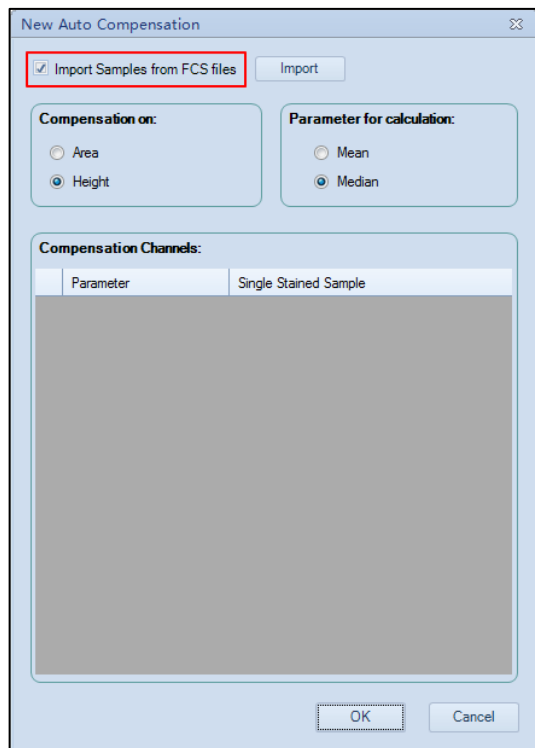 New Auto Compensation
Import Samples from FCS files Import
Compensation on:
Area
Height
Parameter for calculation:
Mean
Median
Compensation Channels:
Parameter Single Stained Sample
OK Cancel